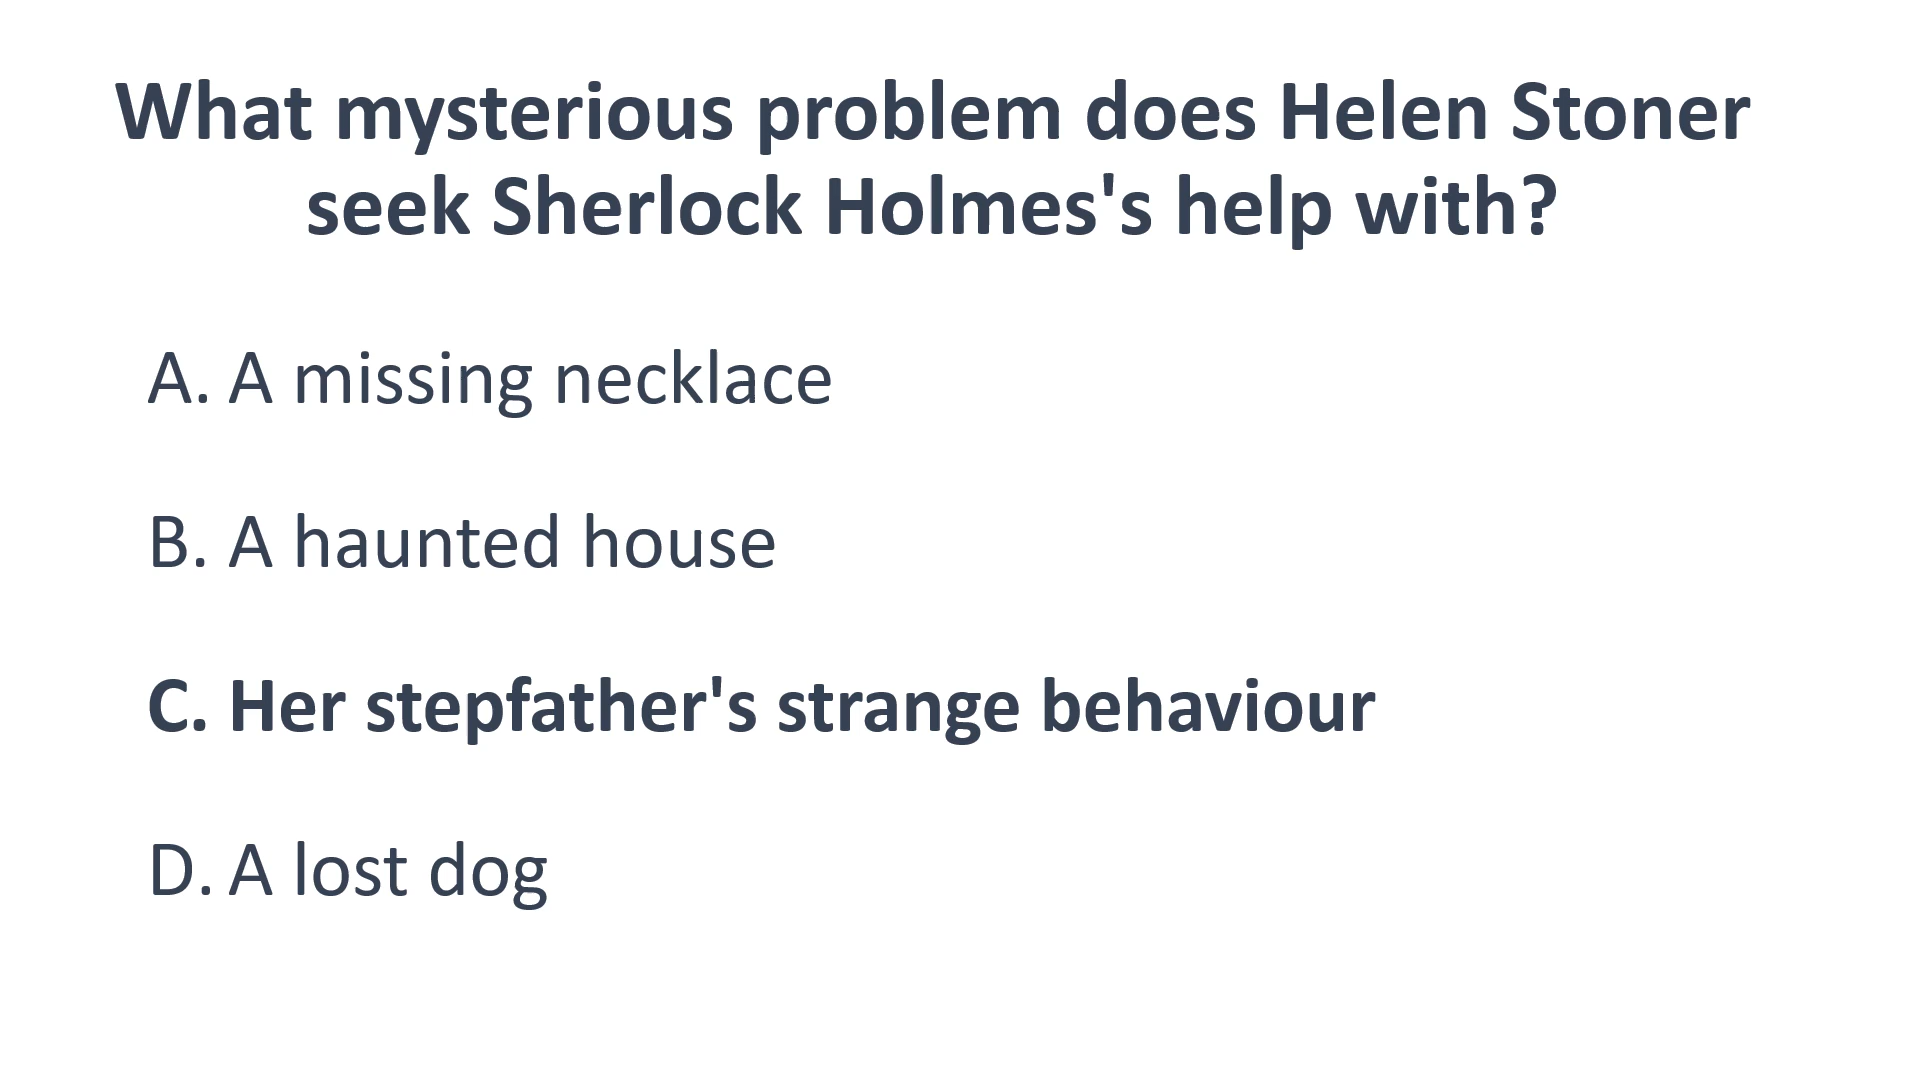 What mysterious problem does Helen Stoner
seek Sherlock Holmes's help with?
A. A missing necklace
B. A haunted house
C. Her stepfather's strange behaviour
D. A lost dog